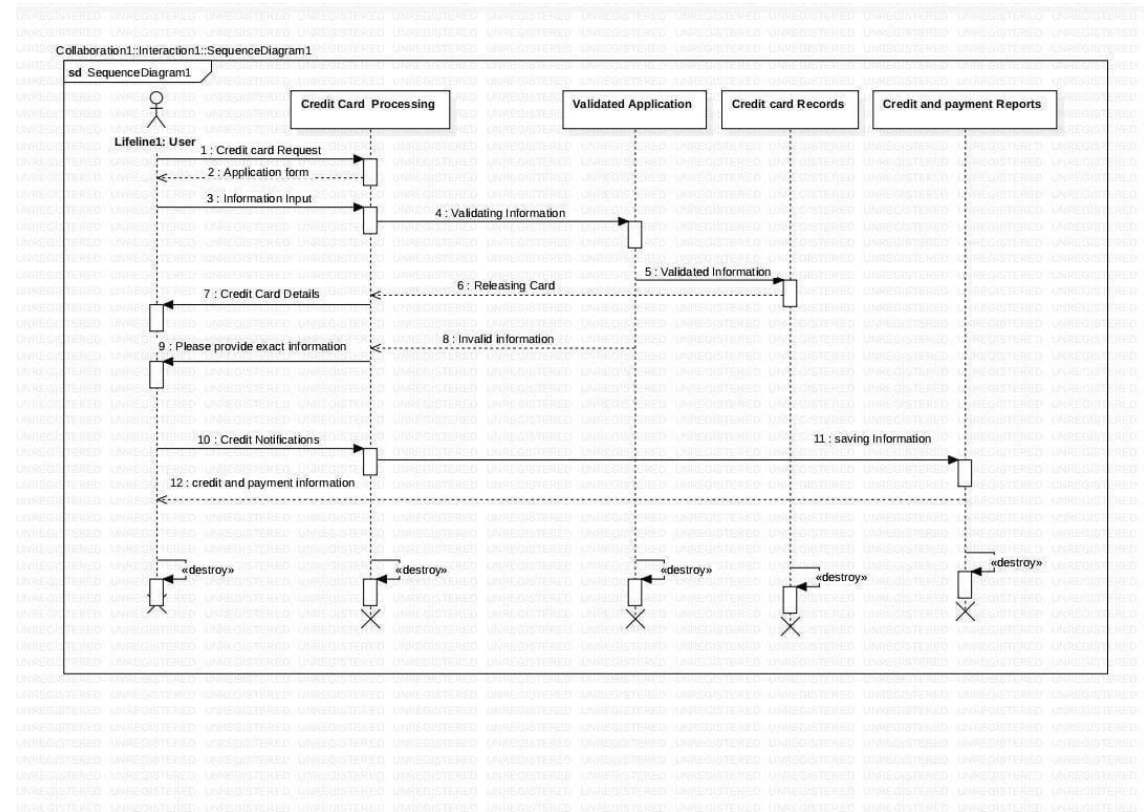 Collaboration1::Interaction1::SequenceDiagram1
sd SequenceDiagram1
Credit Card Processing
Validated Application
Credit card Records
Credit and payment Reports
Lifeline1: User
1 : Credit card Request
2 : Application form
3 : Information Input
4 : Validating Information
5 : Validated Information
6 : Releasing Card
7 : Credit Card Details
8 : Invalid information
9 : Please provide exact information
10 : Credit Notifications
11 : saving Information
12 : credit and payment information
«destroy»
«destroy»
«destroy»
«destroy»
«destroy»
UNREGISTERED